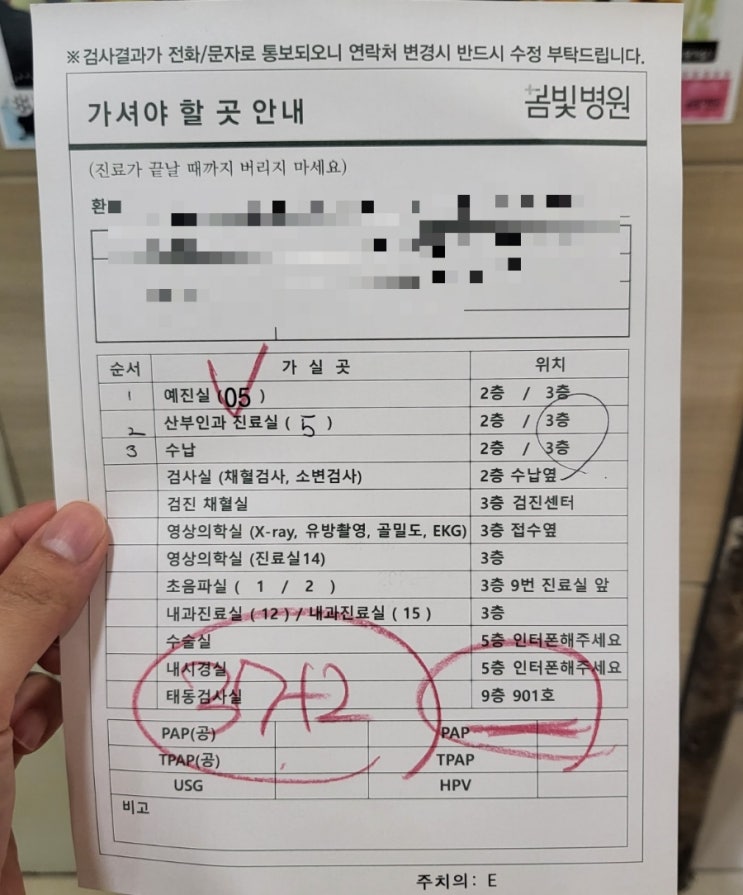 ※검사결과가 전화/문자로 통보되오니 연락처 변경시 반드시 수정 부탁드립니다.
가셔야 할 곳 안내 봄빛병원
(진료가 끝날 때까지 버리지 마세요)
환
순서 가 실 곳 위치
1 예진실 (05) 2층 / 3층
2 산부인과 진료실 ( 5 ) 2층 / 3층
3 수납 2층 / 3층
검사실 (채혈검사, 소변검사) 2층 수납옆
검진 채혈실 3층 검진센터
영상의학실 (X-ray, 유방촬영, 골밀도, EKG) 3층 접수옆
영상의학실 (진료실14) 3층
초음파실 ( 1 / 2 ) 3층 9번 진료실 앞
내과진료실 ( 12 ) / 내과진료실 ( 15 ) 3층
수술실 5층 인터폰해주세요
내시경실 5층 인터폰해주세요
태동검사실 9층 901호
PAP(공) PAP
TPAP(공) TPAP
USG HPV
비고
주치의: E